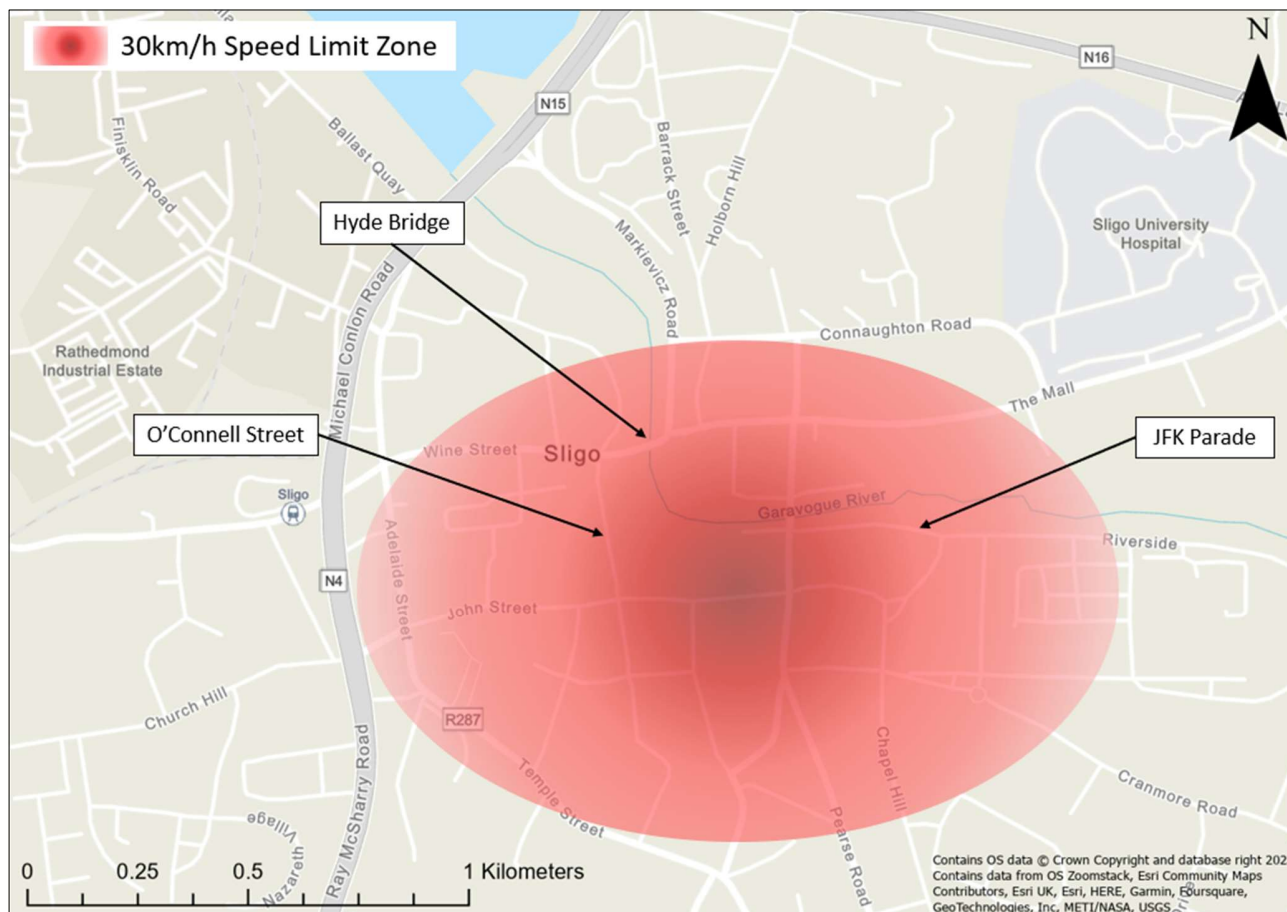 30km/h Speed Limit Zone
N
N16
N15
Ballast Quay
Finisklin Road
Barrack Street
Holborn Hill
Hyde Bridge
Markievicz Road
Sligo University
Hospital
Michael Conlon Road
Connaughton Road
Rathedmond
Industrial Estate
The Mall
O'Connell Street
JFK Parade
Wine Street
Sligo
Sligo
Garavogue River
Riverside
Adelaide Street
N4
John Street
Church Hill
R287
Temple Street
Chapel Hill
Cranmore Road
Pearse Road
Ray McSharry Road
Nazareth
Village
0 0.25 0.5 1 Kilometers
Contains OS data © Crown Copyright and database right 202
Contains data from OS Zoomstack, Esri Community Maps
Contributors, Esri UK, Esri, HERE, Garmin, Foursquare,
GeoTechnologies, Inc, METI/NASA, USGS